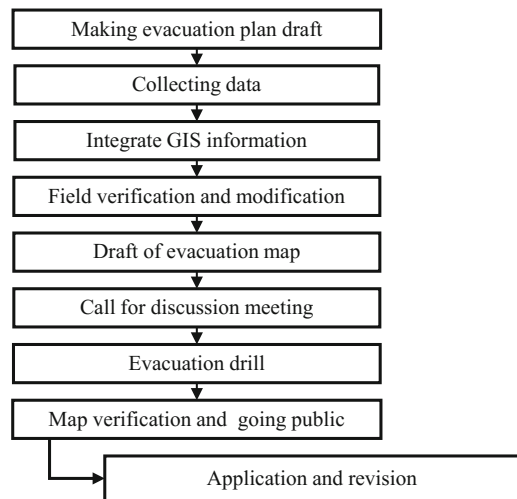 Making evacuation plan draft
Collecting data
Integrate GIS information
Field verification and modification
Draft of evacuation map
Call for discussion meeting
Evacuation drill
Map verification and going public
Application and revision